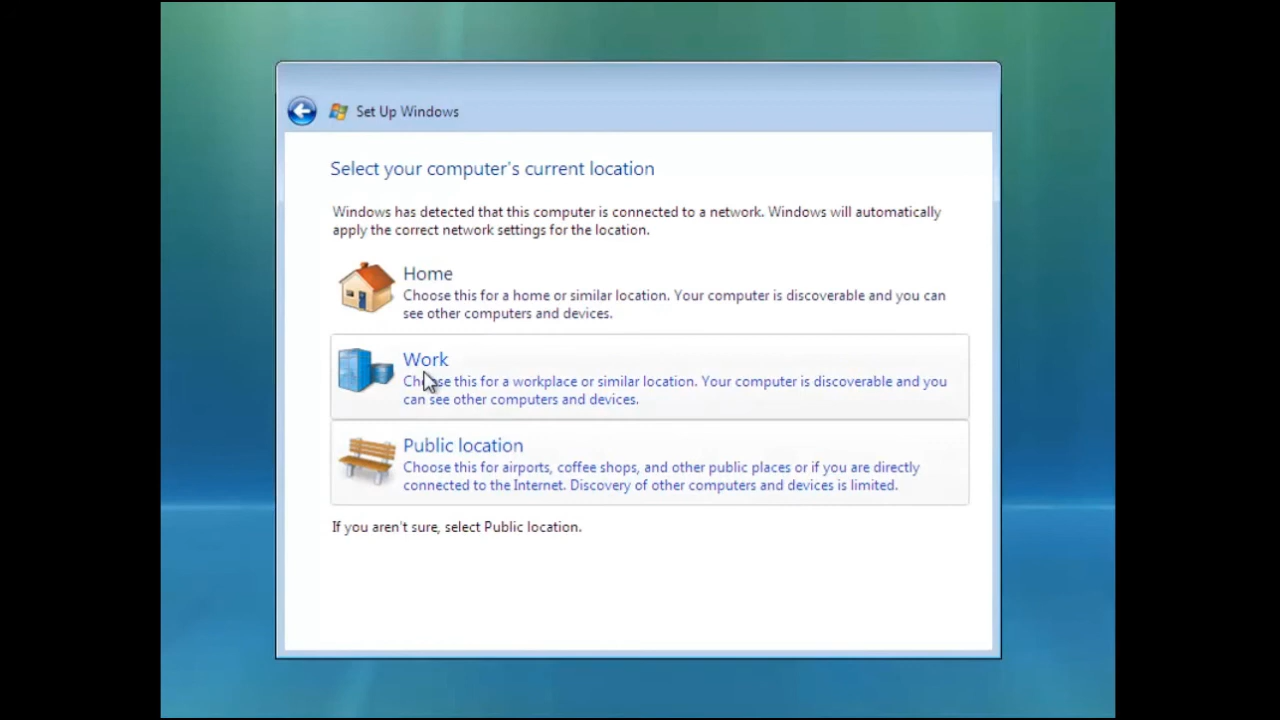 Set Up Windows
Select your computer's current location
Windows has detected that this computer is connected to a network. Windows will automatically
apply the correct network settings for the location.
Home
Choose this for a home or similar location. Your computer is discoverable and you can
see other computers and devices.
Work
Choose this for a workplace or similar location. Your computer is discoverable and you
can see other computers and devices.
Public location
Choose this for airports, coffee shops, and other public places or if you are directly
connected to the Internet. Discovery of other computers and devices is limited.
If you aren't sure, select Public location.